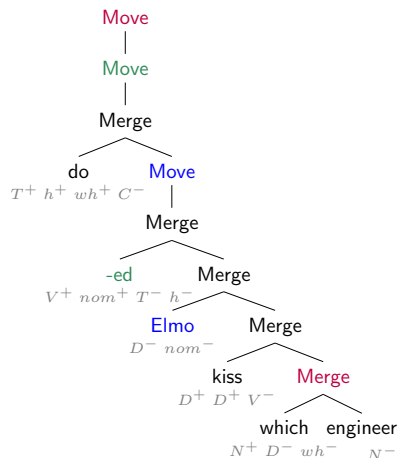 Move
Move
Merge
do Move
T⁺ h⁺ wh⁺ C⁻
Merge
-ed Merge
V⁺ nom⁺ T⁻ h⁻
Elmo Merge
D⁻ nom⁻
kiss Merge
D⁺ D⁺ V⁻
which engineer
N⁺ D⁻ wh⁻ N⁻